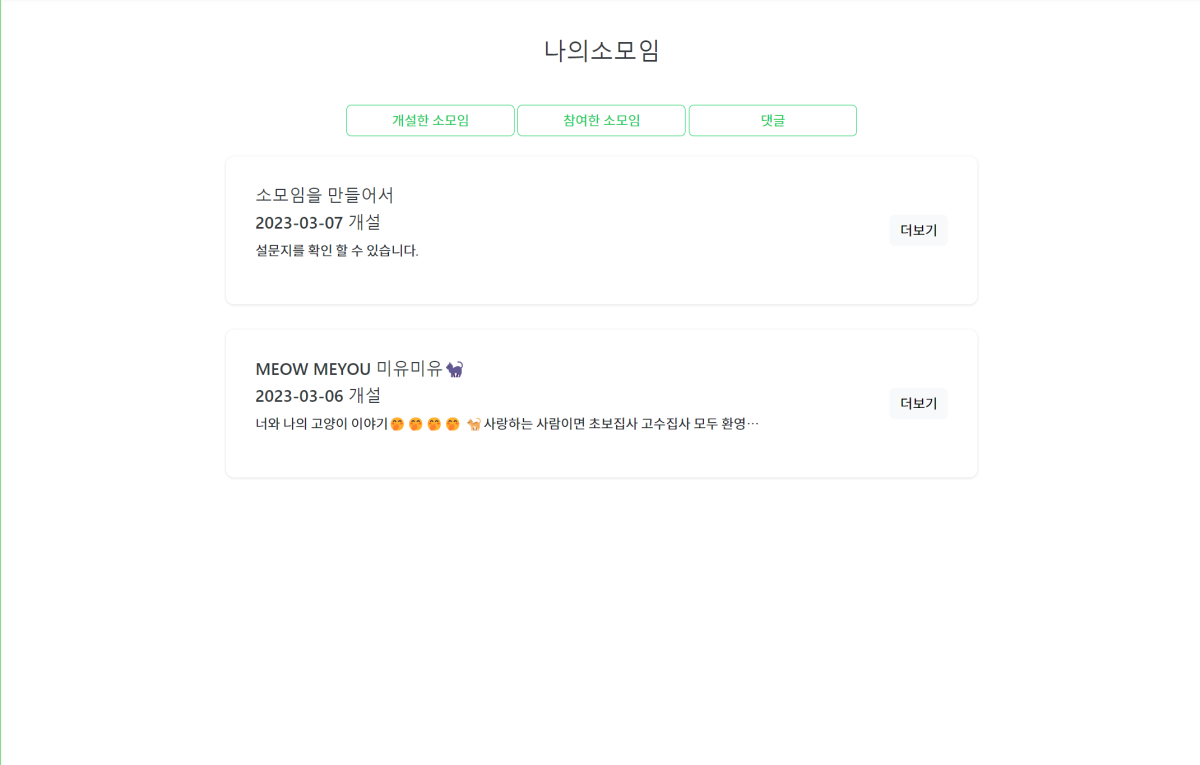 나의소모임
개설한 소모임 참여한 소모임 댓글
소모임을 만들어서
2023-03-07 개설
설문지를 확인 할 수 있습니다.
더보기
MEOW MEYOU 미유미유🐈‍⬛
2023-03-06 개설
너와 나의 고양이 이야기🤭 🤭 🤭 🤭 🐈사랑하는 사람이면 초보집사 고수집사 모두 환영…
더보기